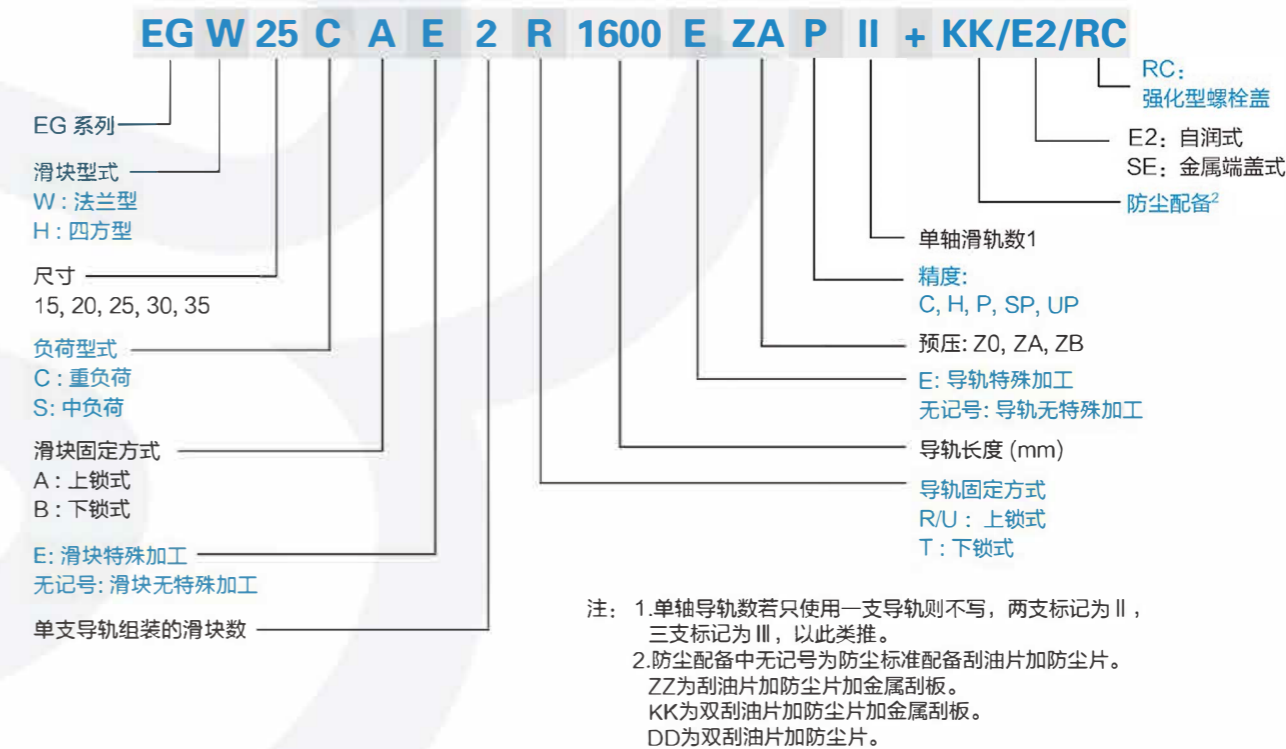 EG W 25 C A E 2 R 1600 E ZA P II + KK/E2/RC
EG 系列
滑块型式
W : 法兰型
H : 四方型
尺寸
15, 20, 25, 30, 35
负荷型式
C : 重负荷
S: 中负荷
滑块固定方式
A : 上锁式
B : 下锁式
E: 滑块特殊加工
无记号: 滑块无特殊加工
单支导轨组装的滑块数
RC：
强化型螺栓盖
E2：自润式
SE：金属端盖式
防尘配备²
单轴滑轨数1
精度:
C, H, P, SP, UP
预压: Z0, ZA, ZB
E: 导轨特殊加工
无记号: 导轨无特殊加工
导轨长度 (mm)
导轨固定方式
R/U : 上锁式
T : 下锁式
注： 1.单轴导轨数若只使用一支导轨则不写，两支标记为Ⅱ，
三支标记为Ⅲ，以此类推。
2.防尘配备中无记号为防尘标准配备刮油片加防尘片。
ZZ为刮油片加防尘片加金属刮板。
KK为双刮油片加防尘片加金属刮板。
DD为双刮油片加防尘片。